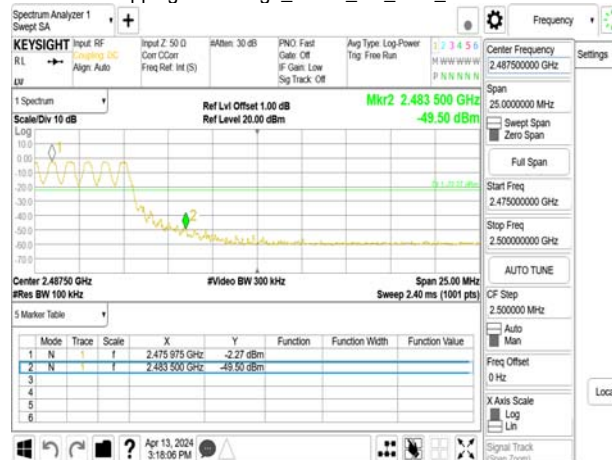 Spectrum Analyzer 1
Swept SA
Frequency
Settings
KEYSIGHT
Input: RF
Coupling: DC
Align: Auto
Input Z: 50 Ω
Corr CCorr
Freq Ref: Int (S)
#Atten: 30 dB
PNO: Fast
Gate: Off
IF Gain: Low
Sig Track: Off
Avg Type: Log-Power
Trig: Free Run
1 2 3 4 5 6
M W W W W W
P N N N N N
RL
1 Spectrum
Scale/Div 10 dB
Log
Ref Lvl Offset 1.00 dB
Ref Level 20.00 dBm
Mkr2 2.483 500 GHz
-49.50 dBm
10.0
0.00
-10.0
-20.0
-30.0
-40.0
-50.0
-60.0
-70.0
1
2
Center 2.48750 GHz
#Res BW 100 kHz
#Video BW 300 kHz
Span 25.00 MHz
Sweep 2.40 ms (1001 pts)
5 Marker Table
Mode Trace Scale X Y Function Function Width Function Value
1 N 1 f 2.475 975 GHz -2.27 dBm
2 N 1 f 2.483 500 GHz -49.50 dBm
3
4
5
6
Apr 13, 2024
3:18:06 PM
Center Frequency
2.487500000 GHz
Span
25.0000000 MHz
Swept Span
Zero Span
Full Span
Start Freq
2.475000000 GHz
Stop Freq
2.500000000 GHz
AUTO TUNE
CF Step
2.500000 MHz
Auto
Man
Freq Offset
0 Hz
X Axis Scale
Log
Lin
Signal Track
(Span Zoom)